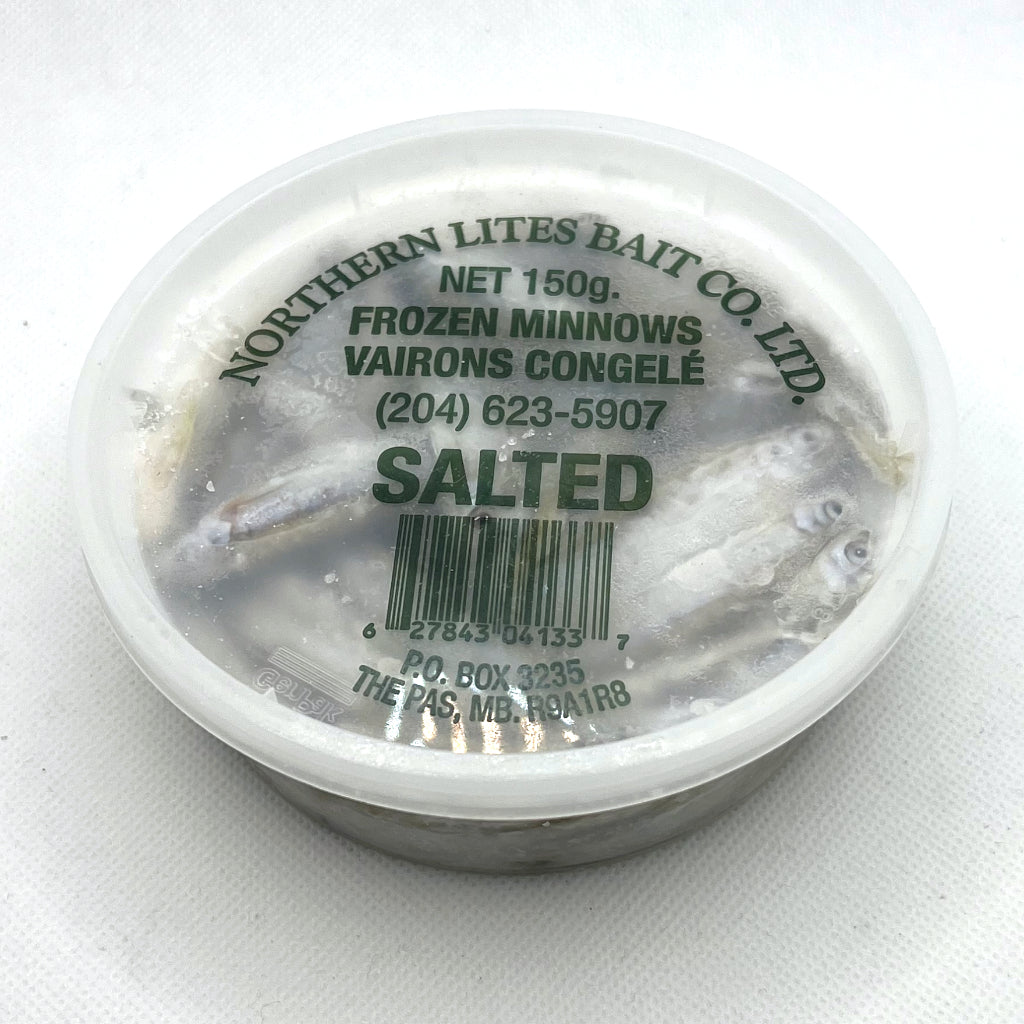 NORTHERN LITES BAIT CO. LTD.
NET 150g.
FROZEN MINNOWS
VAIRONS CONGELÉ
(204) 623-5907
SALTED
6 27843 04133 7
P.O. BOX 3235
THE PAS, MB. R9A1R8